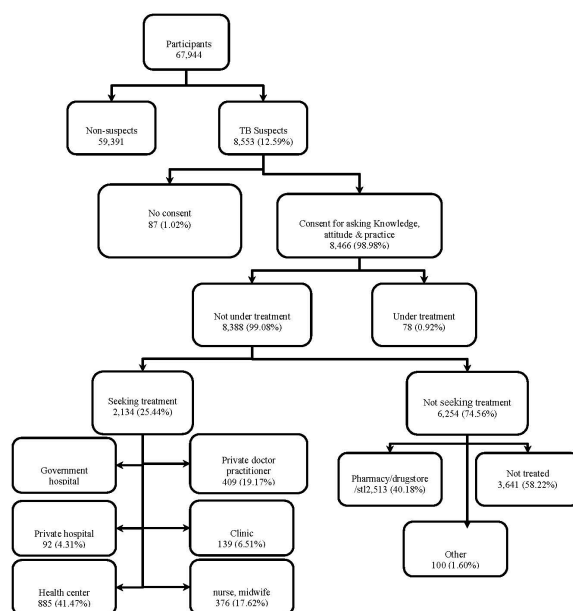 Participants
67,944
Non-suspects
59,391
TB Suspects
8,553 (12.59%)
No consent
87 (1.02%)
Consent for asking Knowledge,
attitude & practice
8,466 (98.98%)
Not under treatment
8,388 (99.08%)
Under treatment
78 (0.92%)
Seeking treatment
2,134 (25.44%)
Not seeking treatment
6,254 (74.56%)
Government
hospital
Private doctor
practitioner
409 (19.17%)
Pharmacy/drugstore
/stl2,513 (40.18%)
Not treated
3,641 (58.22%)
Private hospital
92 (4.31%)
Clinic
139 (6.51%)
Other
100 (1.60%)
Health center
885 (41.47%)
nurse, midwife
376 (17.62%)